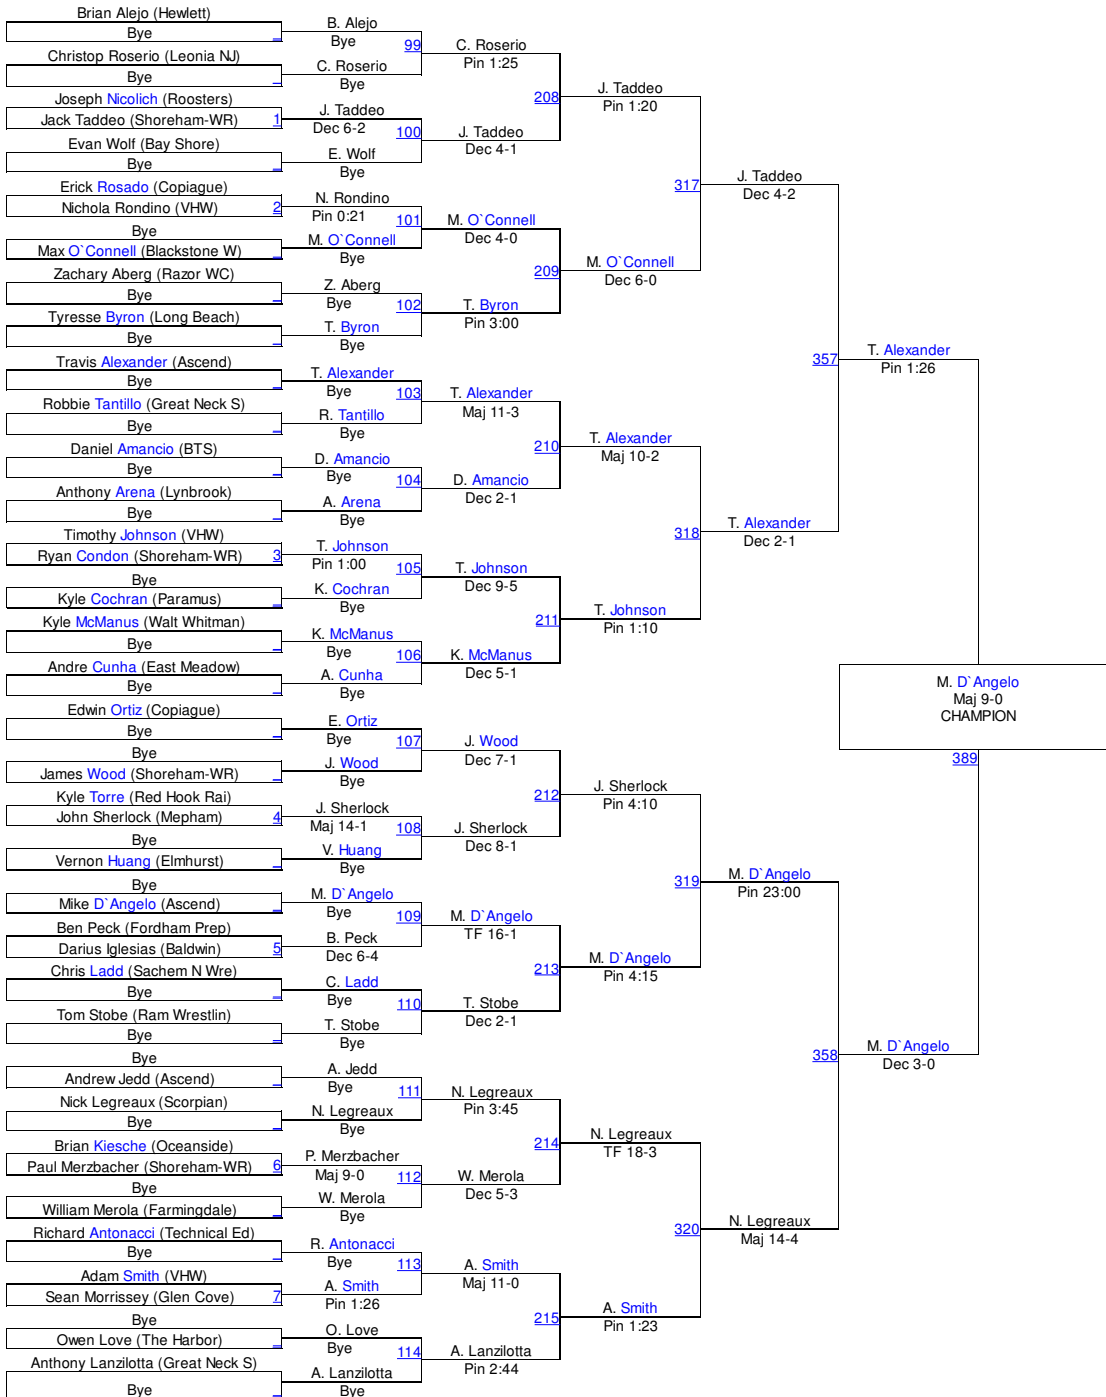 Brian Alejo (Hewlett)
Bye
B. Alejo
Bye
99
Christop Roserio (Leonia NJ)
Bye
C. Roserio
Bye
C. Roserio
Pin 1:25
208
Joseph Nicolich (Roosters)
Jack Taddeo (Shoreham-WR)
1
J. Taddeo
Dec 6-2
100
Evan Wolf (Bay Shore)
Bye
E. Wolf
Bye
J. Taddeo
Dec 4-1
J. Taddeo
Pin 1:20
317
Erick Rosado (Copiague)
Nichola Rondino (VHW)
2
N. Rondino
Pin 0:21
101
Bye
Max O`Connell (Blackstone W)
M. O`Connell
Bye
M. O`Connell
Dec 4-0
209
Zachary Aberg (Razor WC)
Bye
Z. Aberg
Bye
102
Tyresse Byron (Long Beach)
Bye
T. Byron
Bye
T. Byron
Pin 3:00
M. O`Connell
Dec 6-0
J. Taddeo
Dec 4-2
357
Travis Alexander (Ascend)
Bye
T. Alexander
Bye
103
Robbie Tantillo (Great Neck S)
Bye
R. Tantillo
Bye
T. Alexander
Maj 11-3
210
Daniel Amancio (BTS)
Bye
D. Amancio
Bye
104
Anthony Arena (Lynbrook)
Bye
A. Arena
Bye
D. Amancio
Dec 2-1
T. Alexander
Maj 10-2
318
Timothy Johnson (VHW)
Ryan Condon (Shoreham-WR)
3
T. Johnson
Pin 1:00
105
Bye
Kyle Cochran (Paramus)
K. Cochran
Bye
T. Johnson
Dec 9-5
211
Kyle McManus (Walt Whitman)
Bye
K. McManus
Bye
106
Andre Cunha (East Meadow)
Bye
A. Cunha
Bye
K. McManus
Dec 5-1
T. Johnson
Pin 1:10
T. Alexander
Dec 2-1
T. Alexander
Pin 1:26
M. D`Angelo
Maj 9-0
CHAMPION
389
Edwin Ortiz (Copiague)
Bye
E. Ortiz
Bye
107
Bye
James Wood (Shoreham-WR)
J. Wood
Bye
J. Wood
Dec 7-1
212
Kyle Torre (Red Hook Rai)
John Sherlock (Mepham)
4
J. Sherlock
Maj 14-1
108
Bye
Vernon Huang (Elmhurst)
V. Huang
Bye
J. Sherlock
Dec 8-1
J. Sherlock
Pin 4:10
319
Bye
Mike D`Angelo (Ascend)
M. D`Angelo
Bye
109
Ben Peck (Fordham Prep)
Darius Iglesias (Baldwin)
5
B. Peck
Dec 6-4
M. D`Angelo
TF 16-1
213
Chris Ladd (Sachem N Wre)
Bye
C. Ladd
Bye
110
Tom Stobe (Ram Wrestlin)
Bye
T. Stobe
Bye
T. Stobe
Dec 2-1
M. D`Angelo
Pin 4:15
M. D`Angelo
Pin 23:00
358
Bye
Andrew Jedd (Ascend)
A. Jedd
Bye
111
Nick Legreaux (Scorpian)
Bye
N. Legreaux
Bye
N. Legreaux
Pin 3:45
214
Brian Kiesche (Oceanside)
Paul Merzbacher (Shoreham-WR)
6
P. Merzbacher
Maj 9-0
112
Bye
William Merola (Farmingdale)
W. Merola
Bye
W. Merola
Dec 5-3
N. Legreaux
TF 18-3
320
Richard Antonacci (Technical Ed)
Bye
R. Antonacci
Bye
113
Adam Smith (VHW)
Sean Morrissey (Glen Cove)
7
A. Smith
Pin 1:26
A. Smith
Maj 11-0
215
Bye
Owen Love (The Harbor)
O. Love
Bye
114
Anthony Lanzilotta (Great Neck S)
Bye
A. Lanzilotta
Bye
A. Lanzilotta
Pin 2:44
A. Smith
Pin 1:23
N. Legreaux
Maj 14-4
M. D`Angelo
Dec 3-0